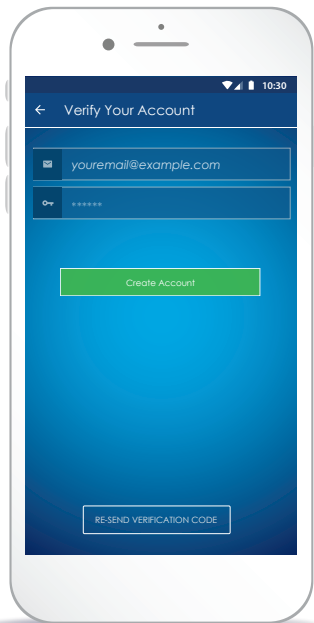 10:30
Verify Your Account
youremail@example.com
******
Create Account
RE-SEND VERIFICATION CODE